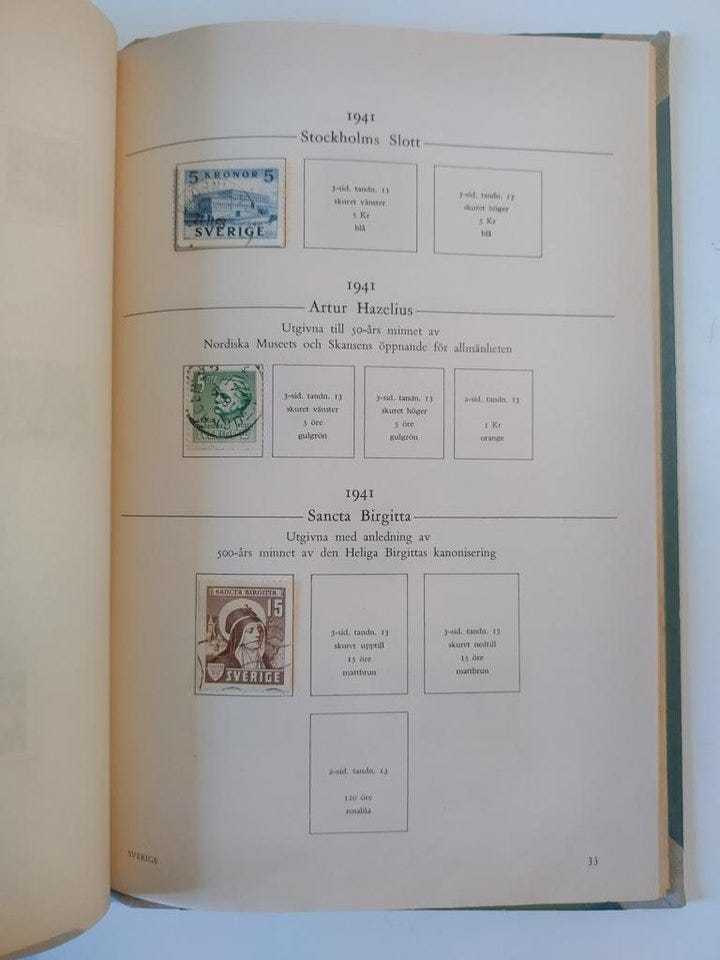 1941
Stockholms Slott
5 KRONOR 5
SVERIGE
3-sid. tandn. 13
skuret vänster
5 Kr
blå
3-sid. tandn. 13
skuret höger
5 Kr
blå
1941
Artur Hazelius
Utgivna till 50-års minnet av
Nordiska Museets och Skansens öppnande för allmänheten
SVERIGE
3-sid. tandn. 13
skuret vänster
5 öre
gulgrön
3-sid. tandn. 13
skuret höger
5 öre
gulgrön
2-sid. tandn. 13
1 Kr
orange
1941
Sancta Birgitta
Utgivna med anledning av
500-års minnet av den Heliga Birgittas kanonisering
SANCTA BIRGITTA
15
SVERIGE
3-sid. tandn. 13
skuret upptill
15 öre
mattbrun
3-sid. tandn. 13
skuret nedtill
15 öre
mattbrun
2-sid. tandn. 13
120 öre
rosalila
SVERIGE
33